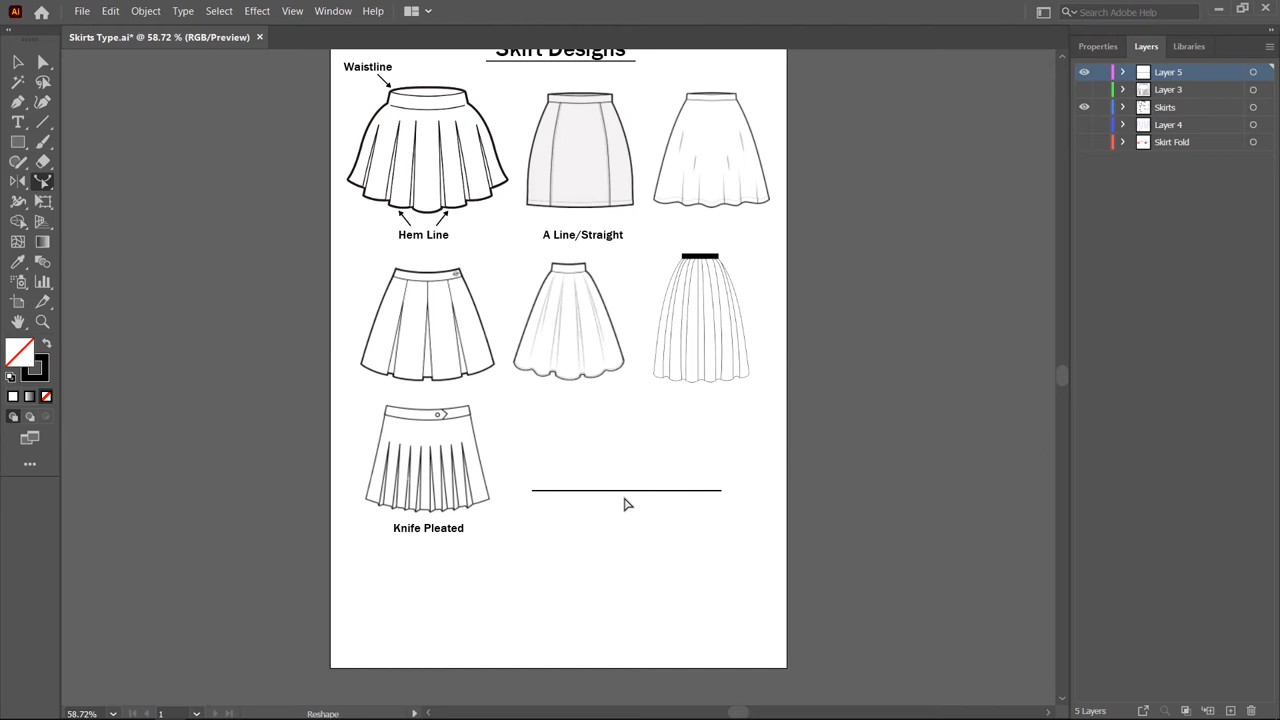 Ai File Edit Object Type Select Effect View Window Help Search Adobe Help
Skirts Type.ai* @ 58.72 % (RGB/Preview) ×
Properties Layers Libraries
Layer 5
Layer 3
Skirts
Layer 4
Skirt Fold
Skirt Designs
Waistline
Hem Line
A Line/Straight
Knife Pleated
58.72% 1 Reshape
5 Layers